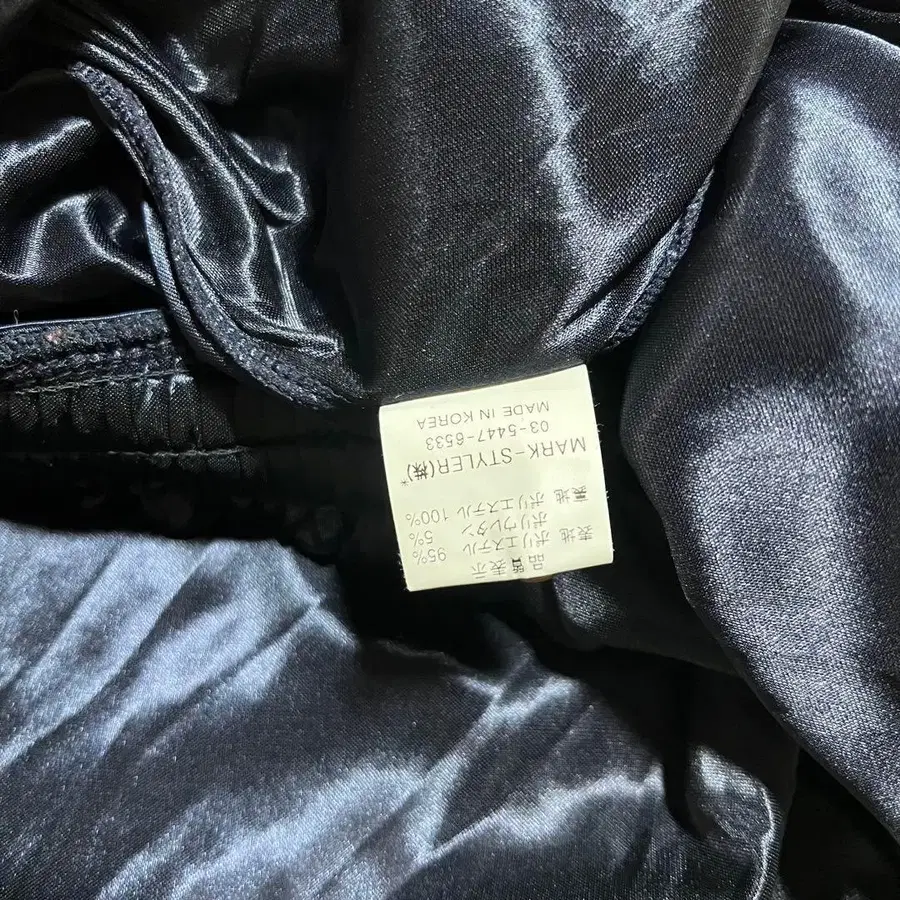 品質表示
表地 ポリエステル 95%
ポリウレタン 5%
裏地 ポリエステル 100%
MARK-STYLER(株)
03-5447-6533
MADE IN KOREA